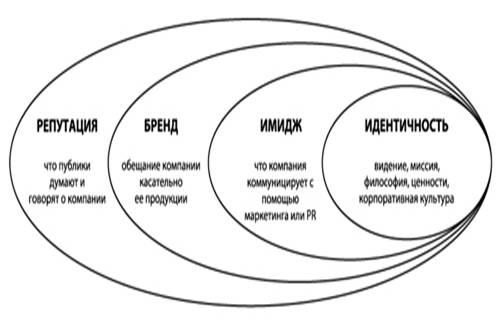 РЕПУТАЦИЯ
что публики
думают и
говорят о компании
БРЕНД
обещание компании
касательно
ее продукции
ИМИДЖ
что компания
коммуницирует с
помощью
маркетинга или PR
ИДЕНТИЧНОСТЬ
видение, миссия,
философия, ценности,
корпоративная культура